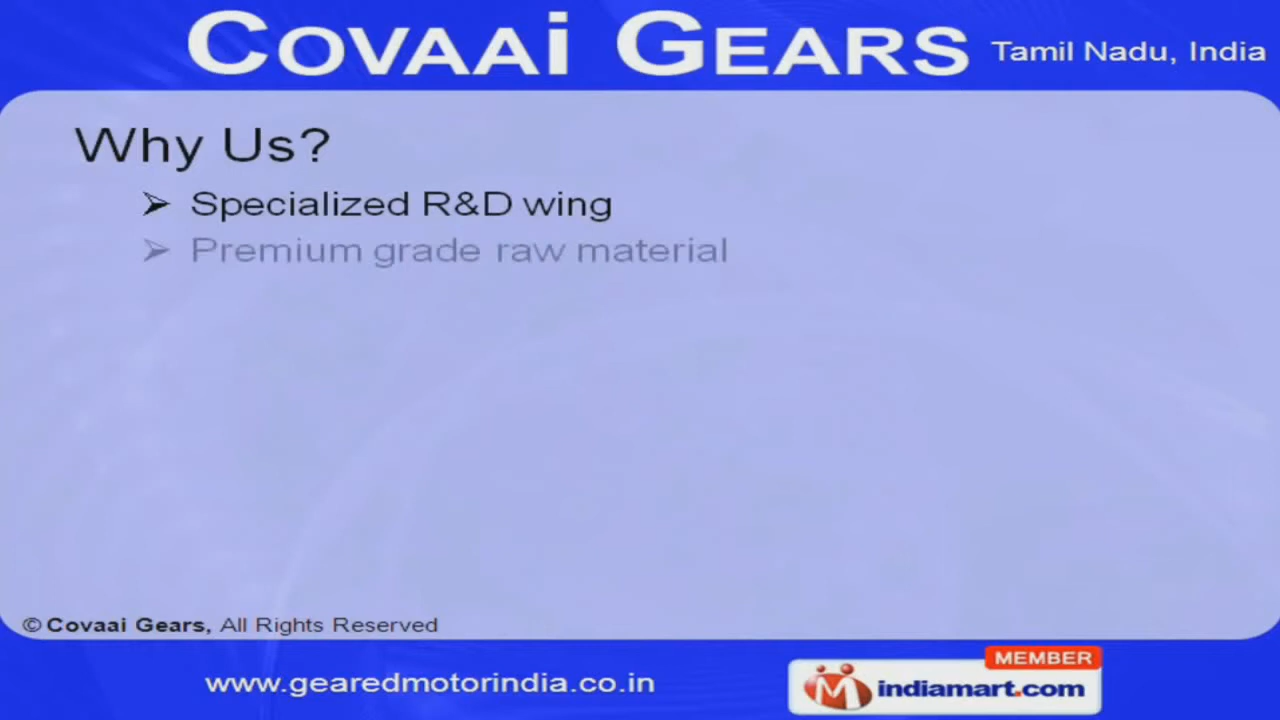 COVAAi GEARS Tamil Nadu, India
Why Us?
➢ Specialized R&D wing
➢ Premium grade raw material
© Covaai Gears, All Rights Reserved
MEMBER
www.gearedmotorindia.co.in
indiamart.com